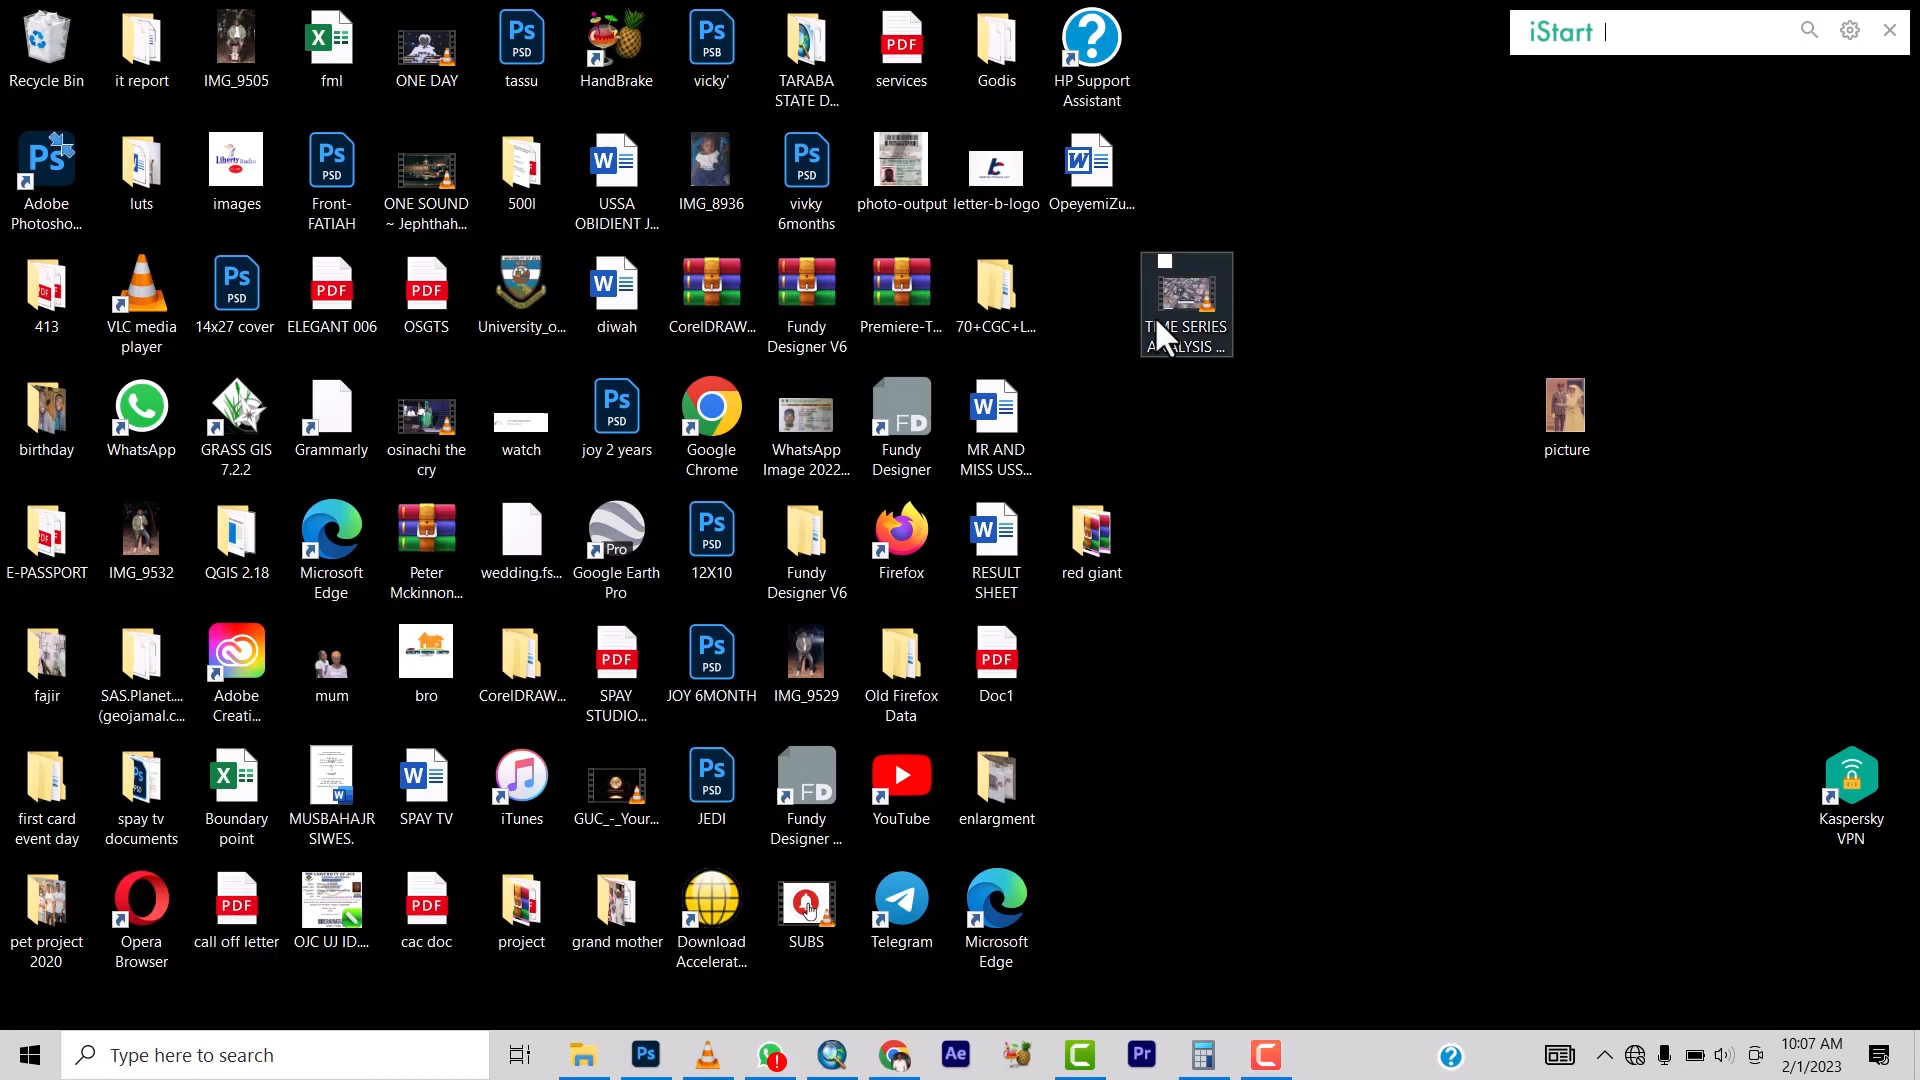 iStart
Recycle Bin
it report
IMG_9505
fml
ONE DAY
tassu
HandBrake
vicky'
TARABA
STATE D...
services
Godis
HP Support
Assistant
Adobe
Photosho...
luts
images
Front-
FATIAH
ONE SOUND
~ Jephthah...
500l
USSA
OBIDIENT J...
IMG_8936
vivky
6months
photo-output
letter-b-logo
OpeyemiZu...
413
VLC media
player
14x27 cover
ELEGANT 006
OSGTS
University_o...
diwah
CorelDRAW...
Fundy
Designer V6
Premiere-T...
70+CGC+L...
TIME SERIES
ANALYSIS ...
birthday
WhatsApp
GRASS GIS
7.2.2
Grammarly
osinachi the
cry
watch
joy 2 years
Google
Chrome
WhatsApp
Image 2022...
Fundy
Designer
MR AND
MISS USS...
picture
E-PASSPORT
IMG_9532
QGIS 2.18
Microsoft
Edge
Peter
Mckinnon...
wedding.fs...
Google Earth
Pro
12X10
Fundy
Designer V6
Firefox
RESULT
SHEET
red giant
fajir
SAS.Planet....
(geojamal.c...
Adobe
Creati...
mum
bro
CorelDRAW...
SPAY
STUDIO...
JOY 6MONTH
IMG_9529
Old Firefox
Data
Doc1
first card
event day
spay tv
documents
Boundary
point
MUSBAHAJR
SIWES.
SPAY TV
iTunes
GUC_-_Your...
JEDI
Fundy
Designer ...
YouTube
enlargment
Kaspersky
VPN
pet project
2020
Opera
Browser
call off letter
OJC UJ ID....
cac doc
project
grand mother
Download
Accelerat...
SUBS
Telegram
Microsoft
Edge
Type here to search
10:07 AM
2/1/2023